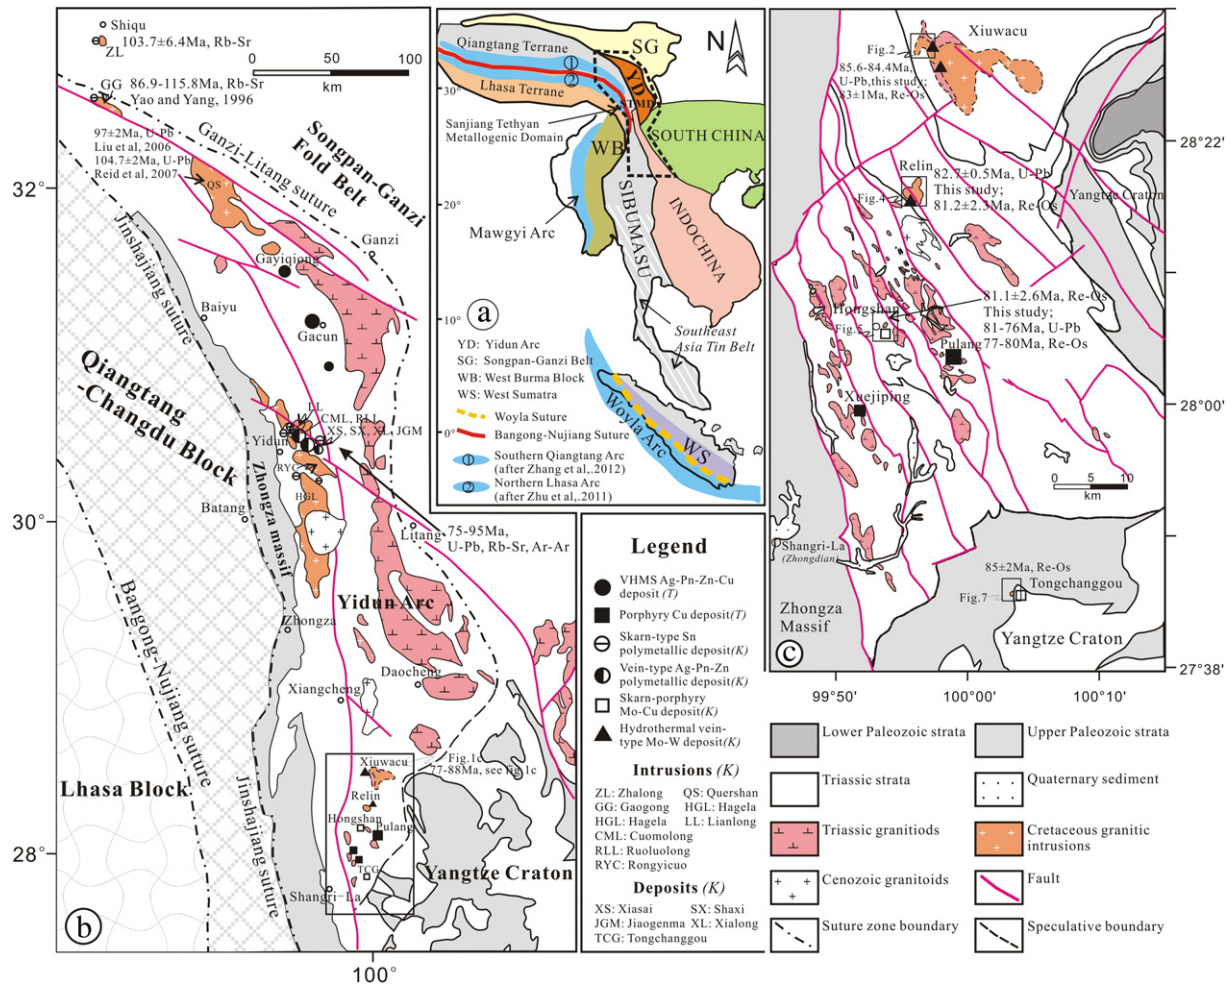 Shiqu
103.7±6.4Ma, Rb-Sr
ZL
0 50 100
km
GG 86.9-115.8Ma, Rb-Sr
Yao and Yang, 1996
97±2Ma, U-Pb
Liu et al, 2006
104.7±2Ma, U-Pb
Reid et al, 2007
QS
Ganzi-Litang suture
Songpan-Ganzi
Fold Belt
32°
Jinshajiang suture
Ganzi
Gayiqiong
Baiyu
Gacun
Qiangtang
-Changdu Block
LL
CML, RLL
XS, SX, XL, JGM
Yidun
RYC
HGL
Zhongza massif
Batang
30°
Litang
75-95Ma,
U-Pb, Rb-Sr, Ar-Ar
Yidun Arc
Zhongza
Bangong-Nujiang suture
Daocheng
Xiangcheng
Fig.1c
77-88Ma, see fig.1c
Xiuwacu
Relin
Hongshan
Pulang
TCG
Lhasa Block
Jinshajiang suture
28°
Yangtze Craton
Shangri-La
b
100°
Qiangtang Terrane
SG
N
1
2
Lhasa Terrane
YD
STMD
30°
Sanjiang Tethyan
Metallogenic Domain
SOUTH CHINA
WB
SIBUMASU
INDOCHINA
20°
Mawgyi Arc
a
10°
Southeast
Asia Tin Belt
YD: Yidun Arc
SG: Songpan-Ganzi Belt
WB: West Burma Block
WS: West Sumatra
Woyla Suture
Bangong-Nujiang Suture
0°
1 Southern Qiangtang Arc
(after Zhang et al,.2012)
2 Northern Lhasa Arc
(after Zhu et al,.2011)
Woyla Arc
WS
Legend
VHMS Ag-Pn-Zn-Cu
deposit (T)
Porphyry Cu deposit(T)
Skarn-type Sn
polymetallic deposit(K)
Vein-type Ag-Pn-Zn
polymetallic deposit(K)
Skarn-porphyry
Mo-Cu deposit(K)
Hydrothermal vein-
type Mo-W deposit(K)
Intrusions (K)
ZL: Zhalong QS: Quershan
GG: Gaogong HGL: Hagela
HGL: Hagela LL: Lianlong
CML: Cuomolong
RLL: Ruoluolong
RYC: Rongyicuo
Deposits (K)
XS: Xiasai SX: Shaxi
JGM: Jiaogenma XL: Xialong
TCG: Tongchanggou
Xiuwacu
Fig.2
85.6-84.4Ma,
U-Pb,this study;
83±1Ma, Re-Os
28°22'
Relin
82.7±0.5Ma, U-Pb
This study;
Fig.4
81.2±2.3Ma, Re-Os
Yangtze Craton
81.1±2.6Ma, Re-Os
Hongshan
This study;
Fig.5
81-76Ma, U-Pb
Pulang 77-80Ma, Re-Os
Xuejiping
28°00'
0 5 10
km
Shangri-La
(Zhongdian)
85±2Ma, Re-Os
Tongchanggou
Fig.7
Zhongza
Massif
c
Yangtze Craton
27°38'
99°50' 100°00' 100°10'
Lower Paleozoic strata
Upper Paleozoic strata
Triassic strata
Quaternary sediment
Triassic granitiods
Cretaceous granitic
intrusions
Cenozoic granitoids
Fault
Suture zone boundary
Speculative boundary